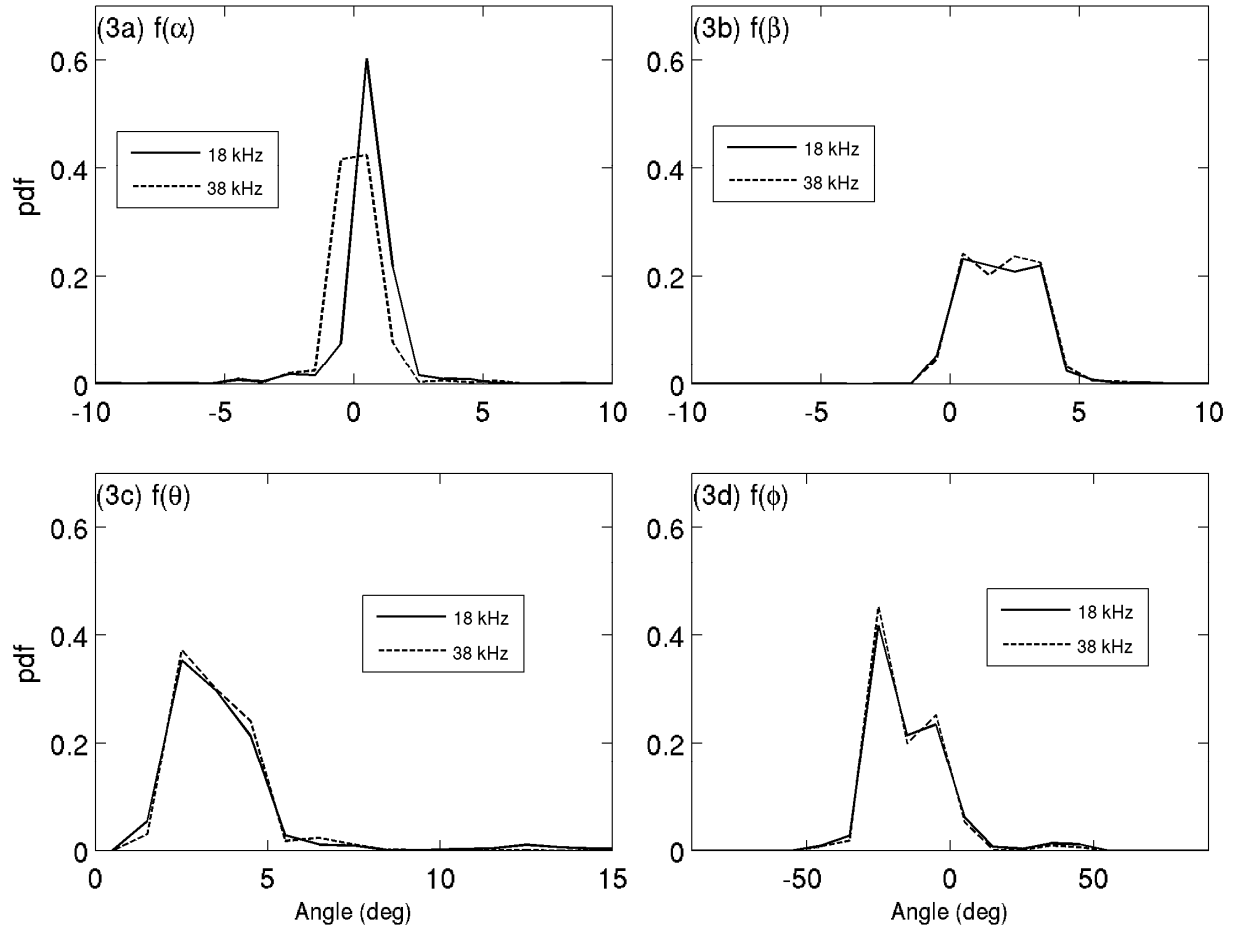 (3a) f(α)
0.6
0.4
0.2
0
pdf
18 kHz
38 kHz
-10 -5 0 5 10
(3b) f(β)
0.6
0.4
0.2
0
18 kHz
38 kHz
-10 -5 0 5 10
(3c) f(θ)
0.6
0.4
0.2
0
pdf
18 kHz
38 kHz
0 5 10 15
Angle (deg)
(3d) f(ϕ)
0.6
0.4
0.2
0
18 kHz
38 kHz
-50 0 50
Angle (deg)